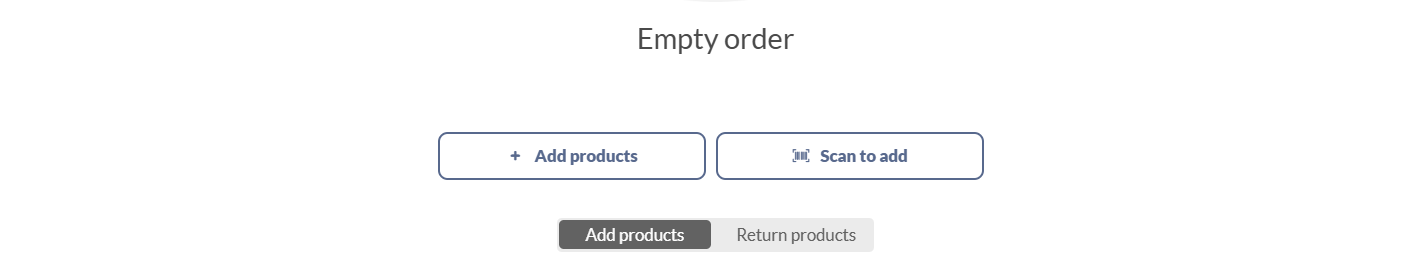 Empty order
+ Add products
Scan to add
Add products
Return products